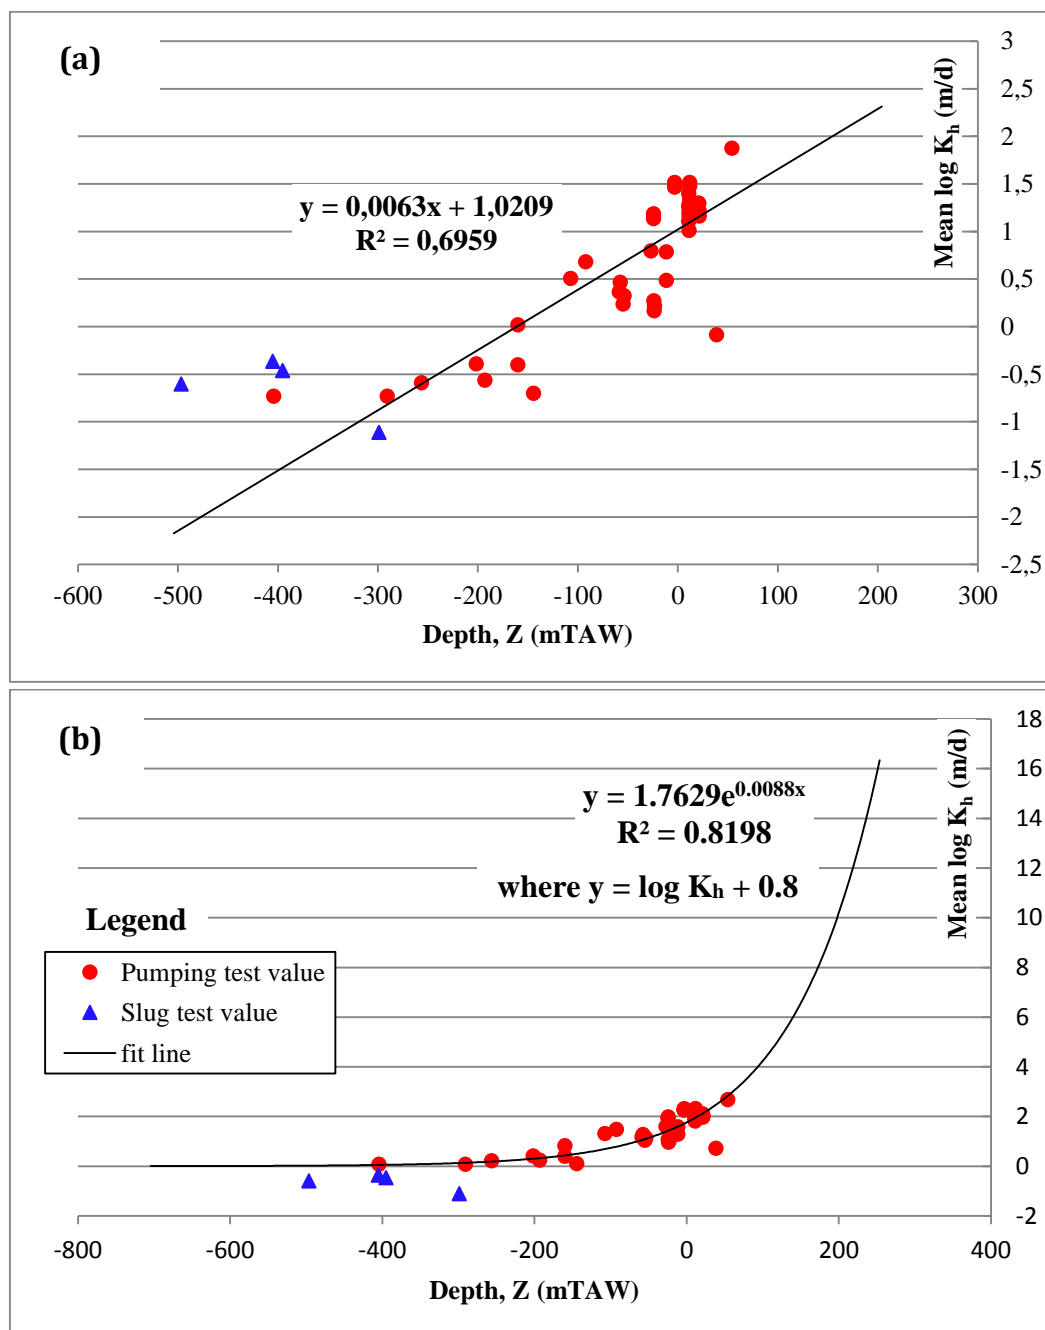 (a)
3
2,5
2
1,5
1
0,5
0
-0,5
-1
-1,5
-2
-2,5
Mean log Kh (m/d)
y = 0,0063x + 1,0209
R² = 0,6959
-600 -500 -400 -300 -200 -100 0 100 200 300
Depth, Z (mTAW)
(b)
18
16
14
12
10
8
6
4
2
0
-2
Mean log Kh (m/d)
y = 1.7629e0.0088x
R² = 0.8198
where y = log Kh + 0.8
Legend
Pumping test value
Slug test value
fit line
-800 -600 -400 -200 0 200 400
Depth, Z (mTAW)